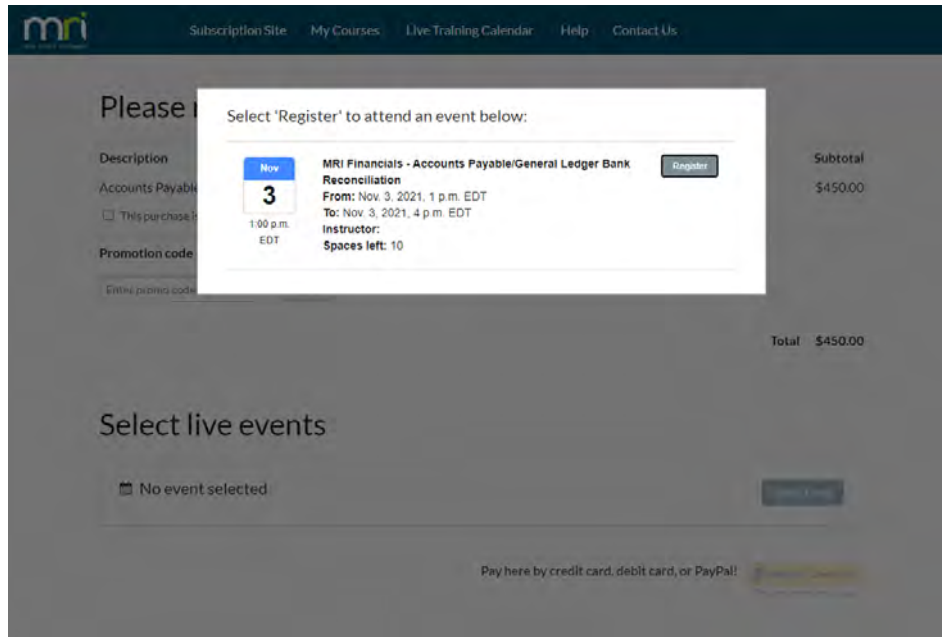 mri
Subscription Site My Courses Live Training Calendar Help Contact Us
Please
Select 'Register' to attend an event below:
Description Subtotal
Nov
3
1:00 p.m.
EDT
MRI Financials - Accounts Payable/General Ledger Bank
Reconciliation
From: Nov. 3, 2021, 1 p.m. EDT
To: Nov. 3, 2021, 4 p.m. EDT
Instructor:
Spaces left: 10
Register
Accounts Payable $450.00
This purchase
Promotion code
Enter promo code
Total $450.00
Select live events
No event selected
Pay here by credit card, debit card, or PayPal!